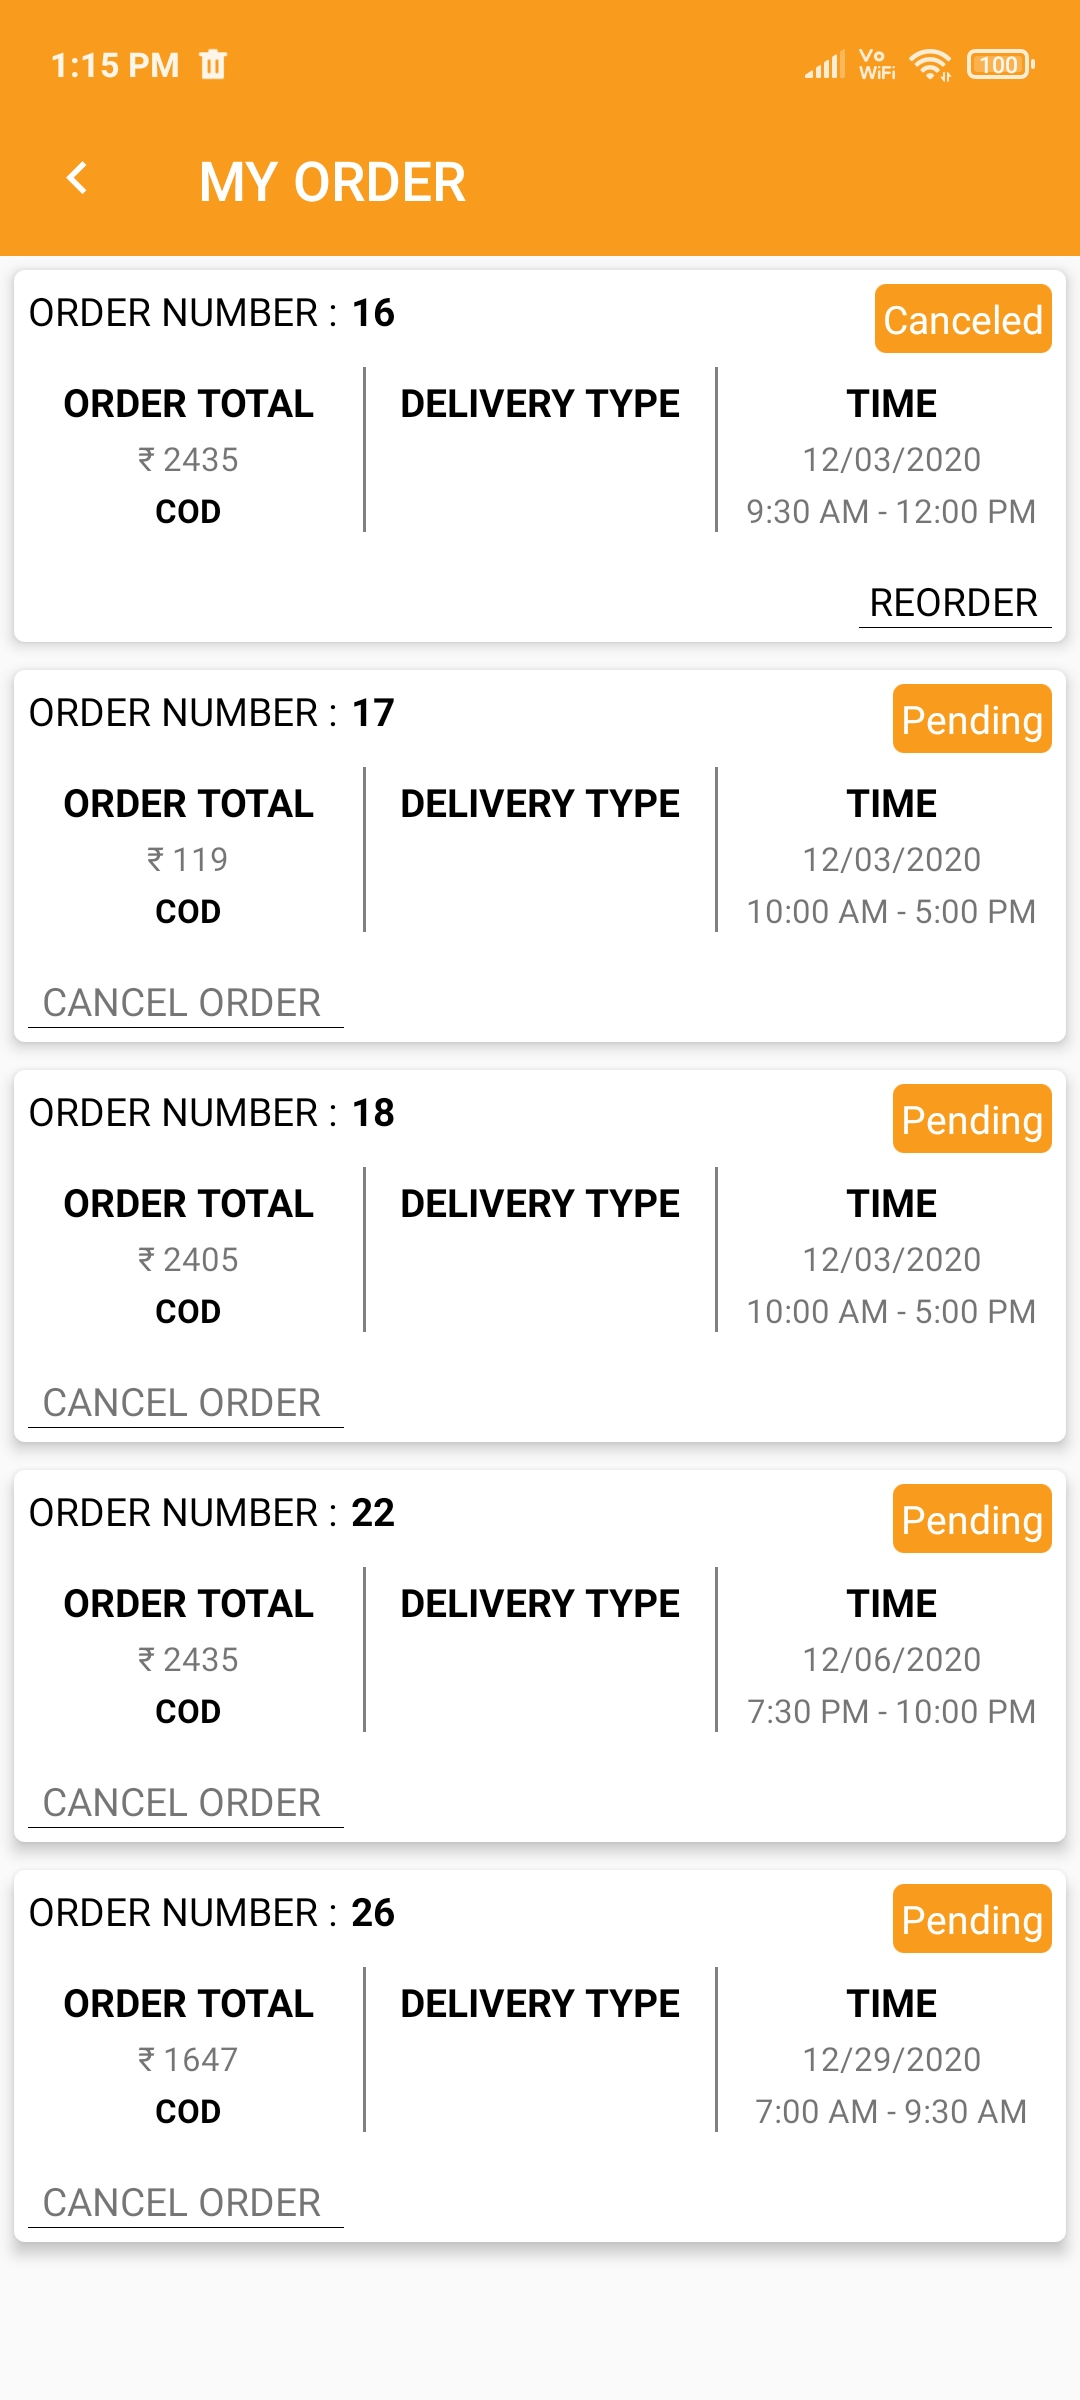 1:15 PM
Vo
WiFi
100
MY ORDER
ORDER NUMBER : 16
Canceled
ORDER TOTAL DELIVERY TYPE TIME
₹ 2435 12/03/2020
COD 9:30 AM - 12:00 PM
REORDER
ORDER NUMBER : 17
Pending
ORDER TOTAL DELIVERY TYPE TIME
₹ 119 12/03/2020
COD 10:00 AM - 5:00 PM
CANCEL ORDER
ORDER NUMBER : 18
Pending
ORDER TOTAL DELIVERY TYPE TIME
₹ 2405 12/03/2020
COD 10:00 AM - 5:00 PM
CANCEL ORDER
ORDER NUMBER : 22
Pending
ORDER TOTAL DELIVERY TYPE TIME
₹ 2435 12/06/2020
COD 7:30 PM - 10:00 PM
CANCEL ORDER
ORDER NUMBER : 26
Pending
ORDER TOTAL DELIVERY TYPE TIME
₹ 1647 12/29/2020
COD 7:00 AM - 9:30 AM
CANCEL ORDER